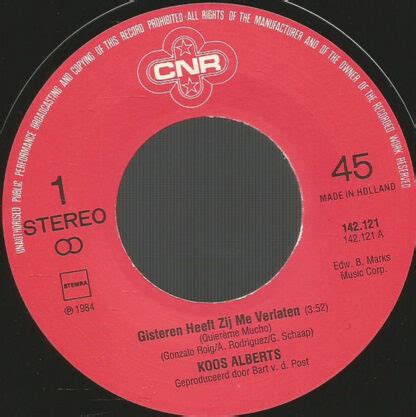 UNAUTHORISED PUBLIC PERFORMANCE BROADCASTING AND COPYING OF THIS RECORD PROHIBITED·ALL RIGHTS OF THE MANUFACTURER AND OF THE OWNER OF THE RECORDED WORK RESERVED
CNR
1
STEREO
45
MADE IN HOLLAND
142.121
142.121 A
Edw. B. Marks
Music Corp.
STEMRA
℗ 1984
Gisteren Heeft Zij Me Verlaten (3:52)
(Quierème Mucho)
(Gonzalo Roig/A. Rodriguez/G. Schaap)
KOOS ALBERTS
Geproduceerd door Bart v. d. Post